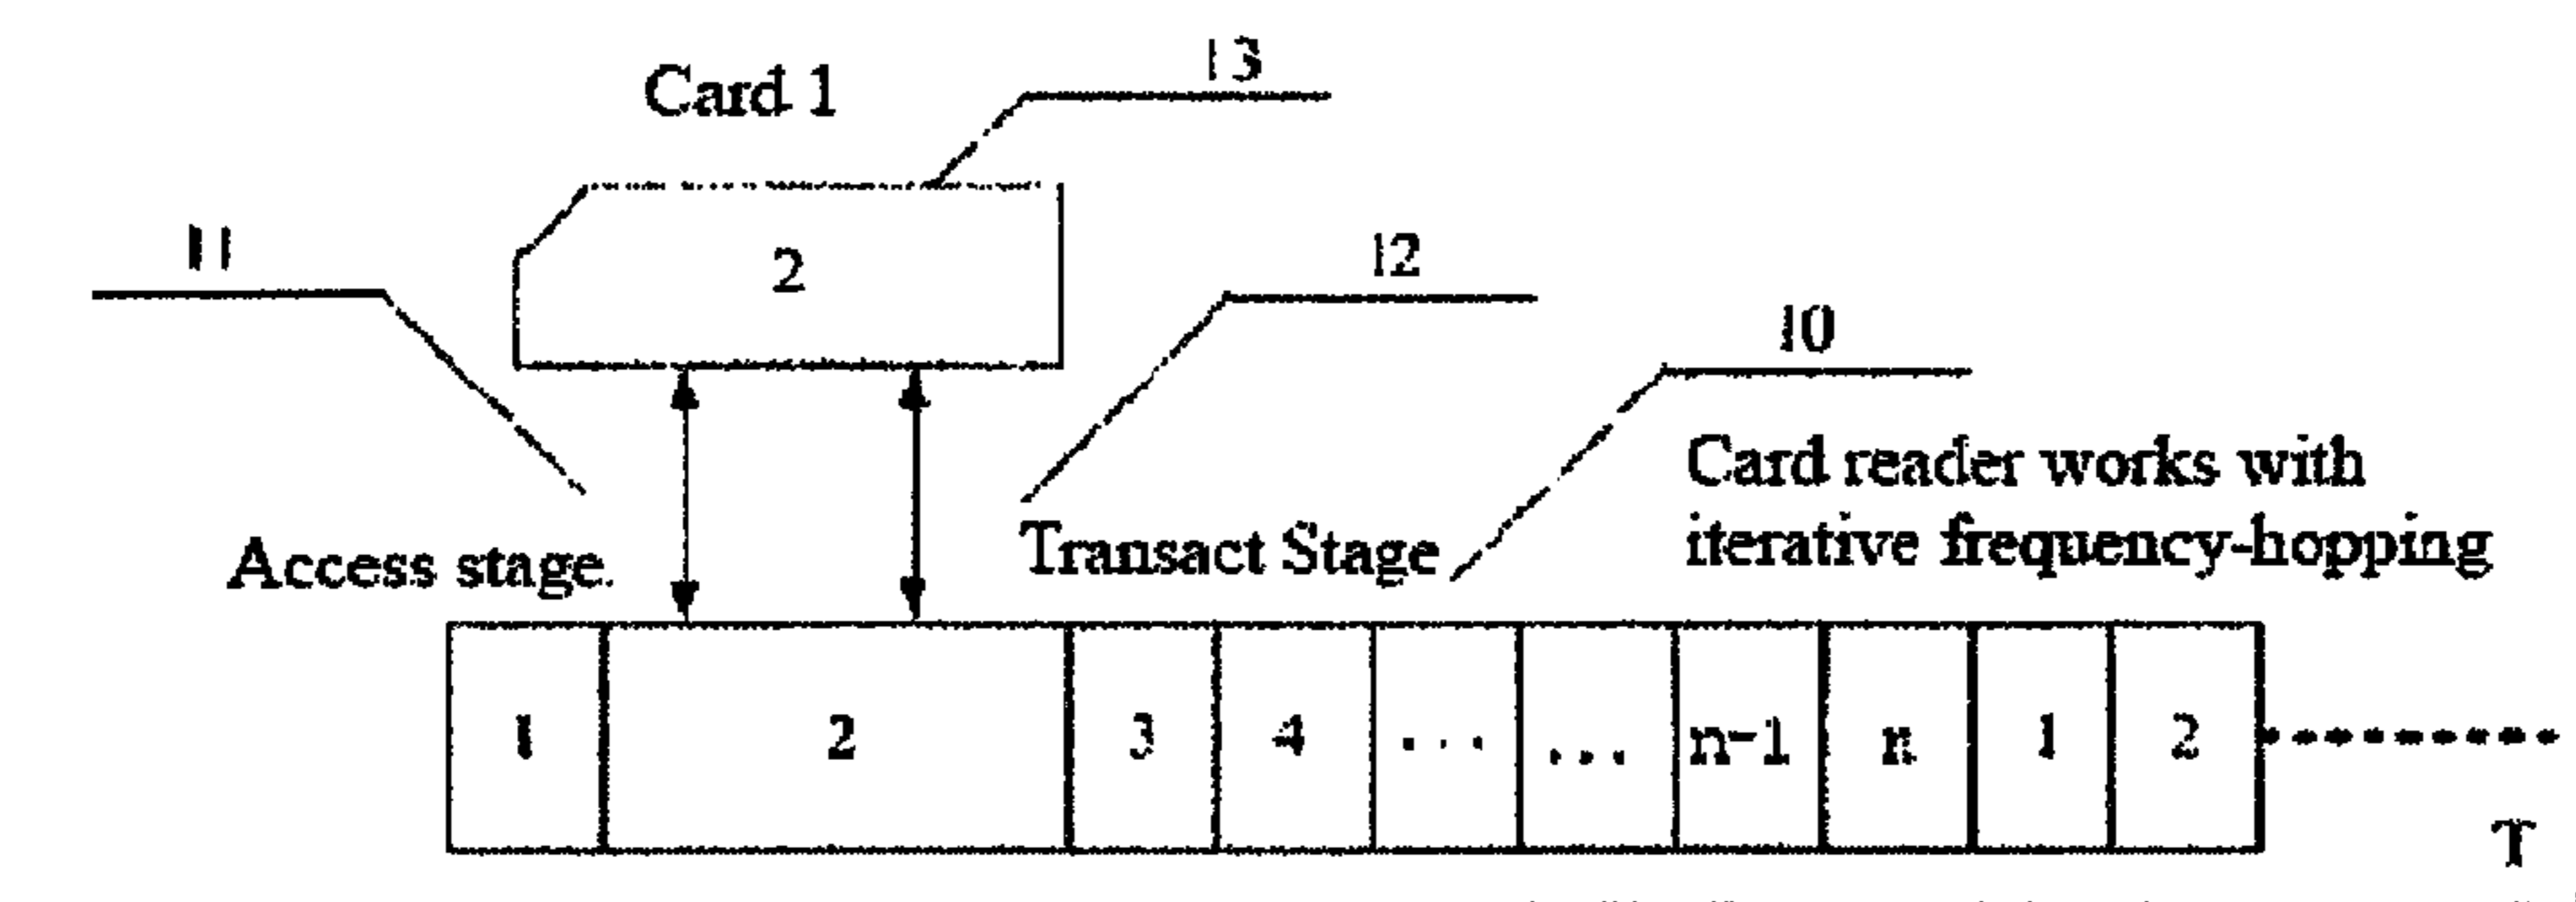 13
Card 1
11
2
12
10
Card reader works with
iterative frequency-hopping
Access stage.
Transact Stage
1 2 3 4 ... ... n-1 n 1 2
T